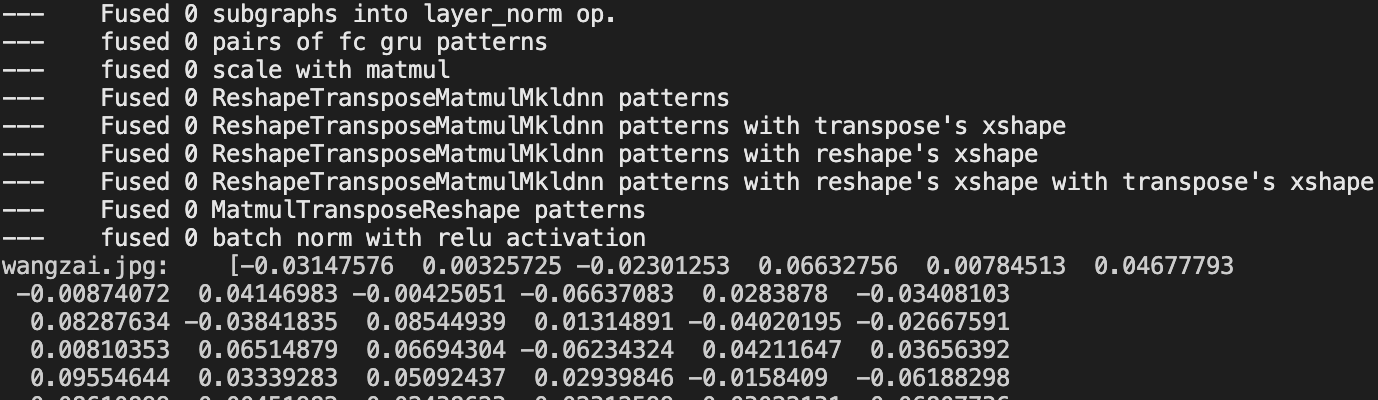 --- Fused 0 subgraphs into layer_norm op.
--- fused 0 pairs of fc gru patterns
--- fused 0 scale with matmul
--- Fused 0 ReshapeTransposeMatmulMkldnn patterns
--- Fused 0 ReshapeTransposeMatmulMkldnn patterns with transpose's xshape
--- Fused 0 ReshapeTransposeMatmulMkldnn patterns with reshape's xshape
--- Fused 0 ReshapeTransposeMatmulMkldnn patterns with reshape's xshape with transpose's xshape
--- Fused 0 MatmulTransposeReshape patterns
--- fused 0 batch norm with relu activation
wangzai.jpg: [-0.03147576 0.00325725 -0.02301253 0.06632756 0.00784513 0.04677793
-0.00874072 0.04146983 -0.00425051 -0.06637083 0.0283878 -0.03408103
0.08287634 -0.03841835 0.08544939 0.01314891 -0.04020195 -0.02667591
0.00810353 0.06514879 0.06694304 -0.06234324 0.04211647 0.03656392
0.09554644 0.03339283 0.05092437 0.02939846 -0.0158409 -0.06188298